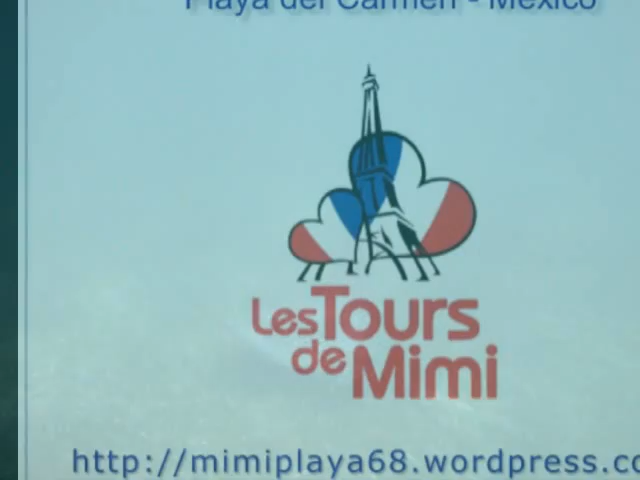 Playa del Carmen - Mexico
Les Tours
de Mimi
http://mimiplaya68.wordpress.co